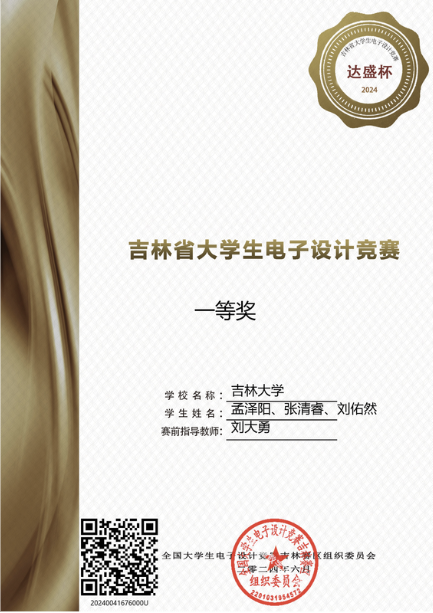 吉林省大学生电子设计竞赛
达盛杯
2024
吉林省大学生电子设计竞赛
一等奖
学校名称： 吉林大学
学生姓名： 孟泽阳、张清睿、刘佑然
赛前指导教师： 刘大勇
全国大学生电子设计竞赛吉林赛区组织委员会
二〇二四年六月
组织委员会
20240041676000U